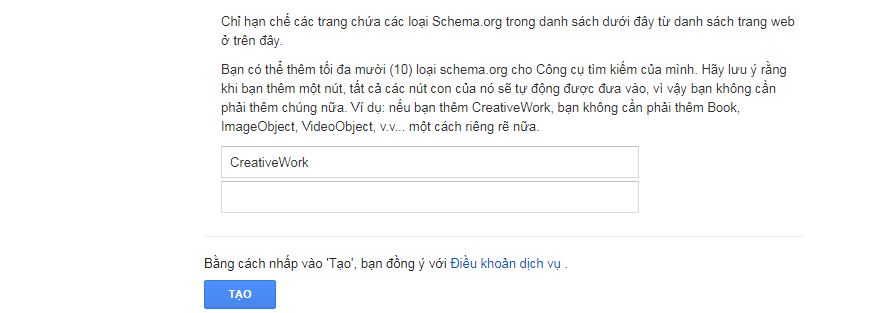 Chỉ hạn chế các trang chứa các loại Schema.org trong danh sách dưới đây từ danh sách trang web
ở trên đây.
Bạn có thể thêm tối đa mười (10) loại schema.org cho Công cụ tìm kiếm của mình. Hãy lưu ý rằng
khi bạn thêm một nút, tất cả các nút con của nó sẽ tự động được đưa vào, vì vậy bạn không cần
phải thêm chúng nữa. Ví dụ: nếu bạn thêm CreativeWork, bạn không cần phải thêm Book,
ImageObject, VideoObject, v.v... một cách riêng rẽ nữa.
CreativeWork
Bằng cách nhấp vào 'Tạo', bạn đồng ý với Điều khoản dịch vụ .
TẠO